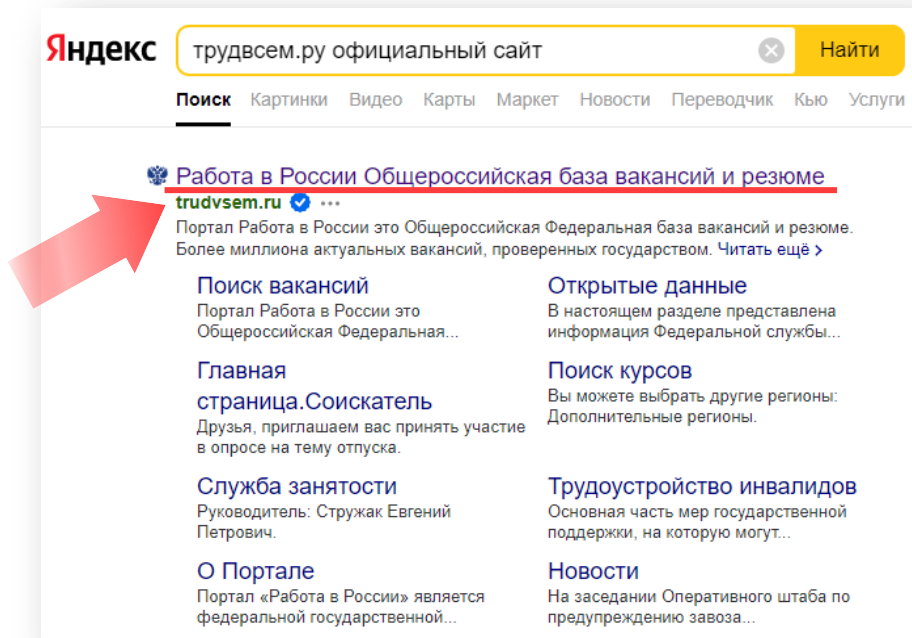 Яндекс
трудвсем.ру официальный сайт
Найти
Поиск Картинки Видео Карты Маркет Новости Переводчик Кью Услуги
Работа в России Общероссийская база вакансий и резюме
trudvsem.ru
Портал Работа в России это Общероссийская Федеральная база вакансий и резюме.
Более миллиона актуальных вакансий, проверенных государством. Читать ещё >
Поиск вакансий
Портал Работа в России это
Общероссийская Федеральная...
Открытые данные
В настоящем разделе представлена
информация Федеральной службы...
Главная
страница.Соискатель
Друзья, приглашаем вас принять участие
в опросе на тему отпуска.
Поиск курсов
Вы можете выбрать другие регионы:
Дополнительные регионы.
Служба занятости
Руководитель: Стружак Евгений
Петрович.
Трудоустройство инвалидов
Основная часть мер государственной
поддержки, на которую могут...
О Портале
Портал «Работа в России» является
федеральной государственной...
Новости
На заседании Оперативного штаба по
предупреждению завоза...